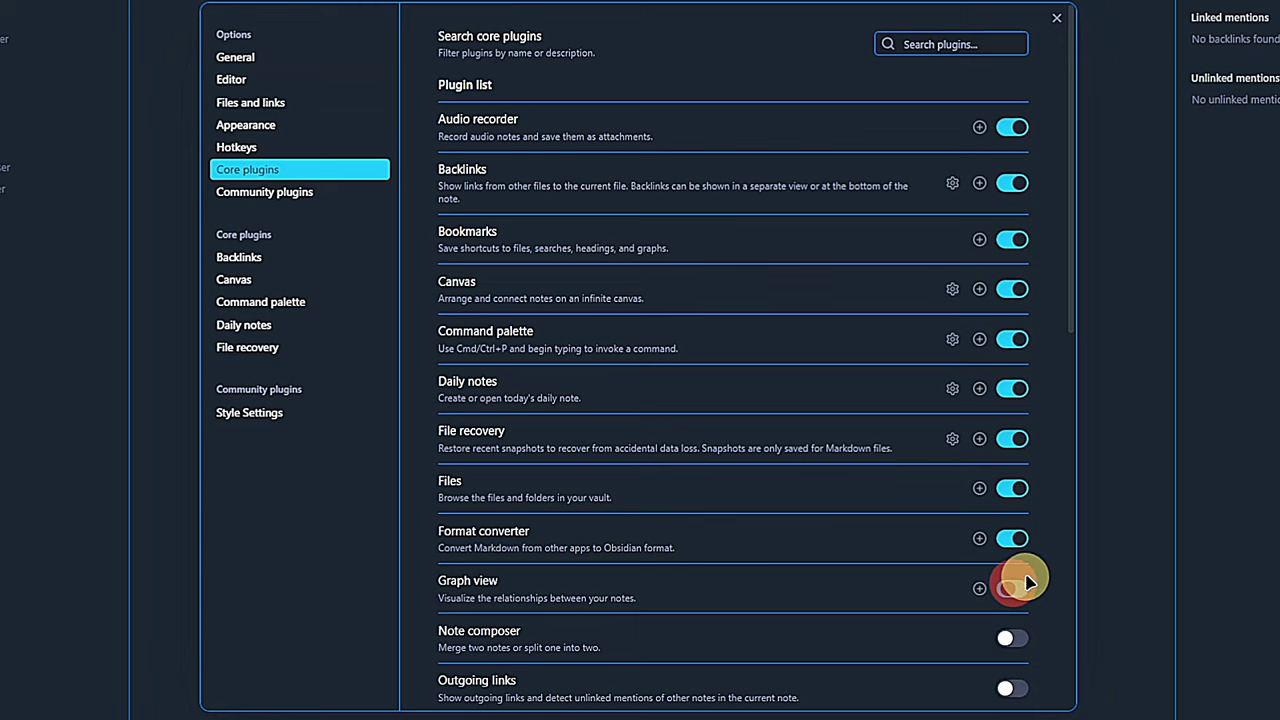 er
ser
er
Options
General
Editor
Files and links
Appearance
Hotkeys
Core plugins
Community plugins
Core plugins
Backlinks
Canvas
Command palette
Daily notes
File recovery
Community plugins
Style Settings
Search core plugins
Filter plugins by name or description.
Search plugins...
Plugin list
Audio recorder
Record audio notes and save them as attachments.
Backlinks
Show links from other files to the current file. Backlinks can be shown in a separate view or at the bottom of the
note.
Bookmarks
Save shortcuts to files, searches, headings, and graphs.
Canvas
Arrange and connect notes on an infinite canvas.
Command palette
Use Cmd/Ctrl+P and begin typing to invoke a command.
Daily notes
Create or open today's daily note.
File recovery
Restore recent snapshots to recover from accidental data loss. Snapshots are only saved for Markdown files.
Files
Browse the files and folders in your vault.
Format converter
Convert Markdown from other apps to Obsidian format.
Graph view
Visualize the relationships between your notes.
Note composer
Merge two notes or split one into two.
Outgoing links
Show outgoing links and detect unlinked mentions of other notes in the current note.
Linked mentions
No backlinks found
Unlinked mentions
No unlinked mentic